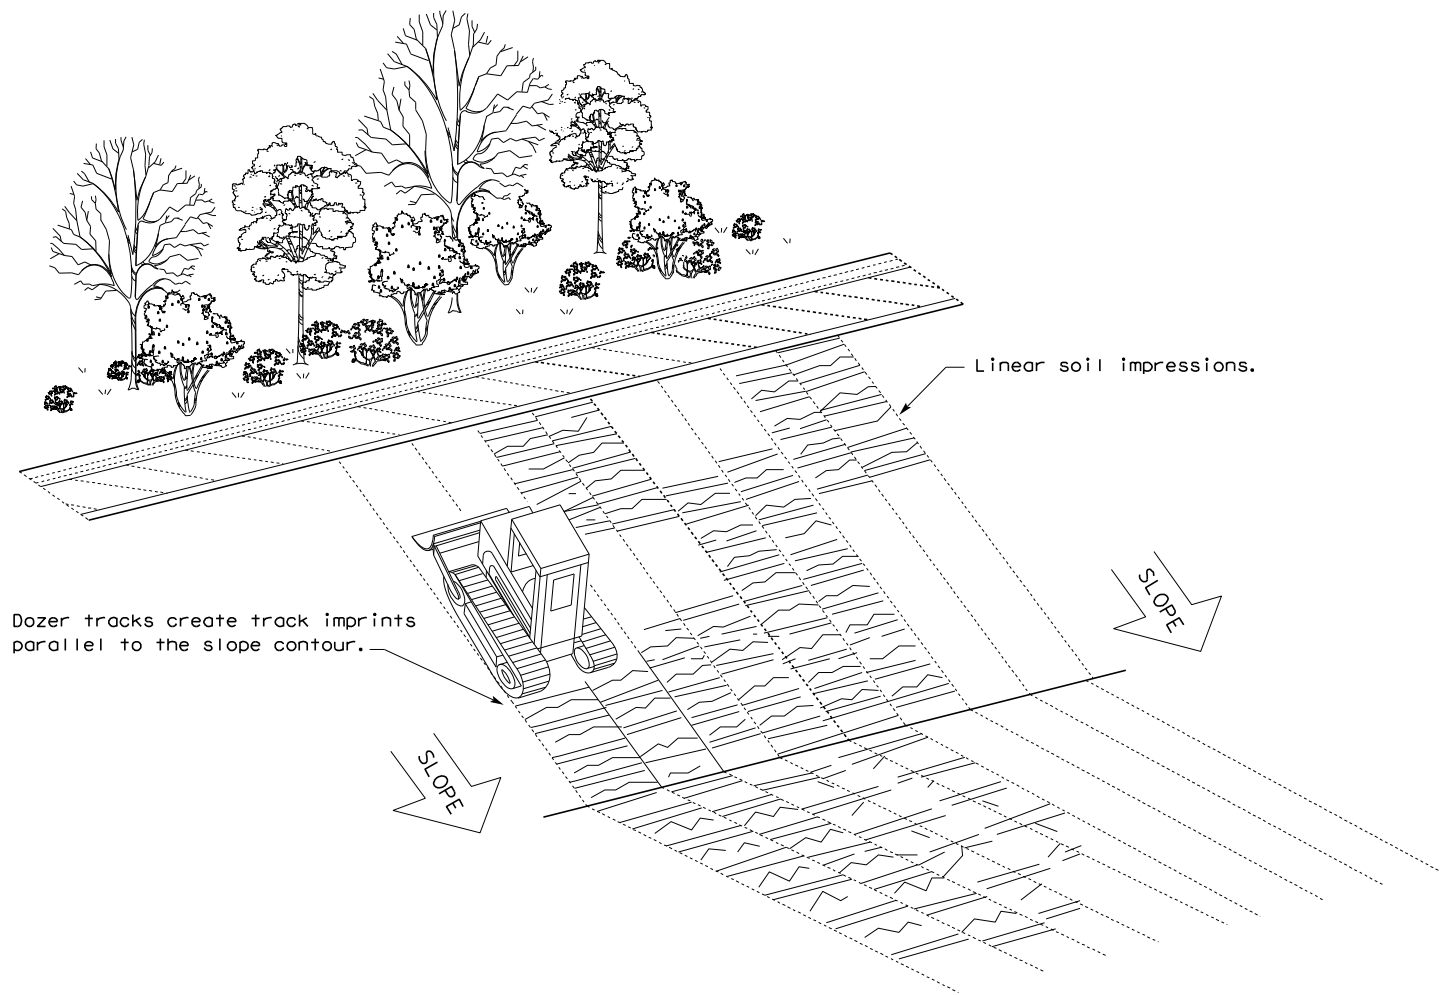 Linear soil impressions.
SLOPE
Dozer tracks create track imprints
parallel to the slope contour.
SLOPE